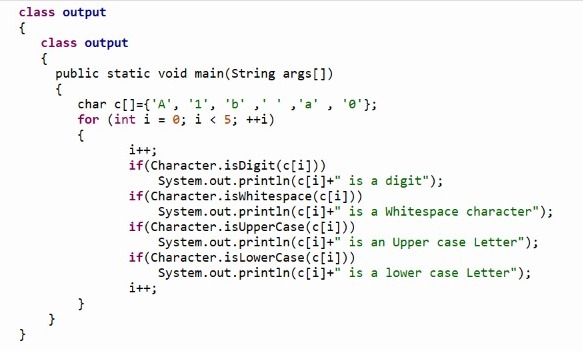 class output
{
class output
{
public static void main(String args[])
{
char c[]={'A', '1', 'b' ,' ' ,'a' , '0'};
for (int i = 0; i < 5; ++i)
{
i++;
if(Character.isDigit(c[i]))
System.out.println(c[i]+" is a digit");
if(Character.isWhitespace(c[i]))
System.out.println(c[i]+" is a Whitespace character");
if(Character.isUpperCase(c[i]))
System.out.println(c[i]+" is an Upper case Letter");
if(Character.isLowerCase(c[i]))
System.out.println(c[i]+" is a lower case Letter");
i++;
}
}
}